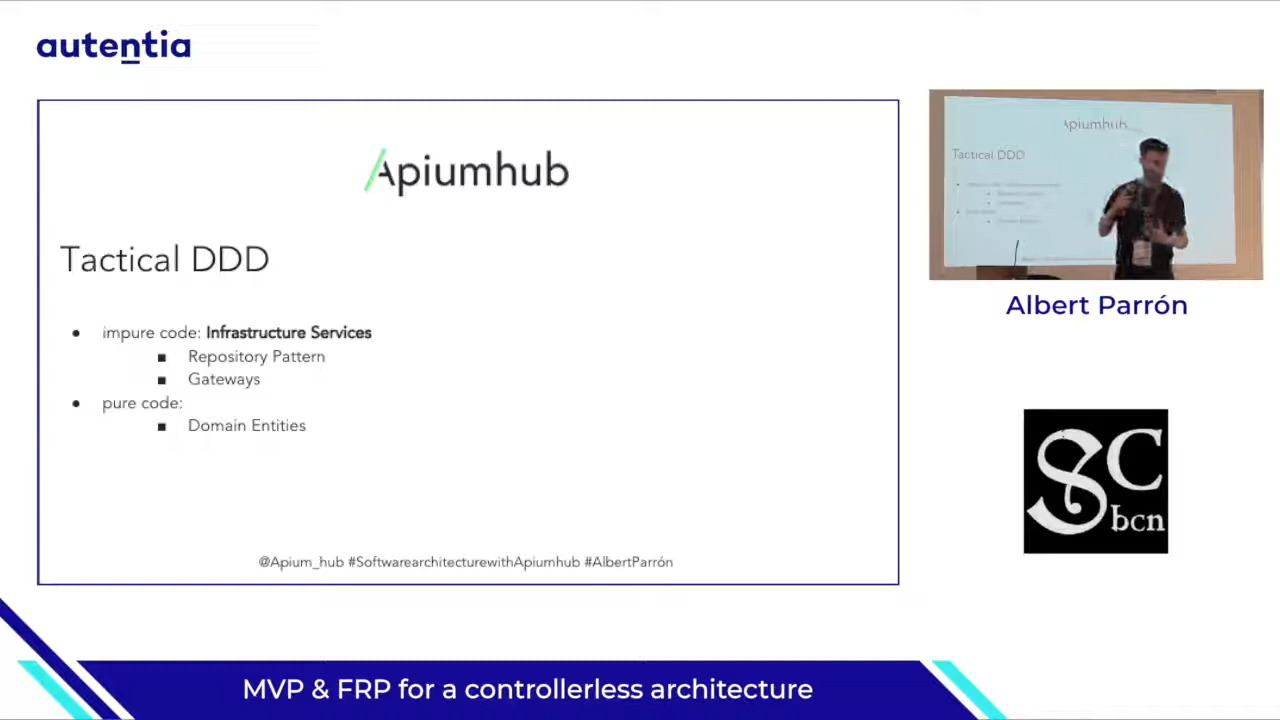 autentia
Apiumhub
Tactical DDD
● impure code: Infrastructure Services
■ Repository Pattern
■ Gateways
● pure code:
■ Domain Entities
@Apium_hub #SoftwarearchitecturewithApiumhub #AlbertParrón
Apiumhub
Tactical DDD
Albert Parrón
SC
bcn
MVP & FRP for a controllerless architecture